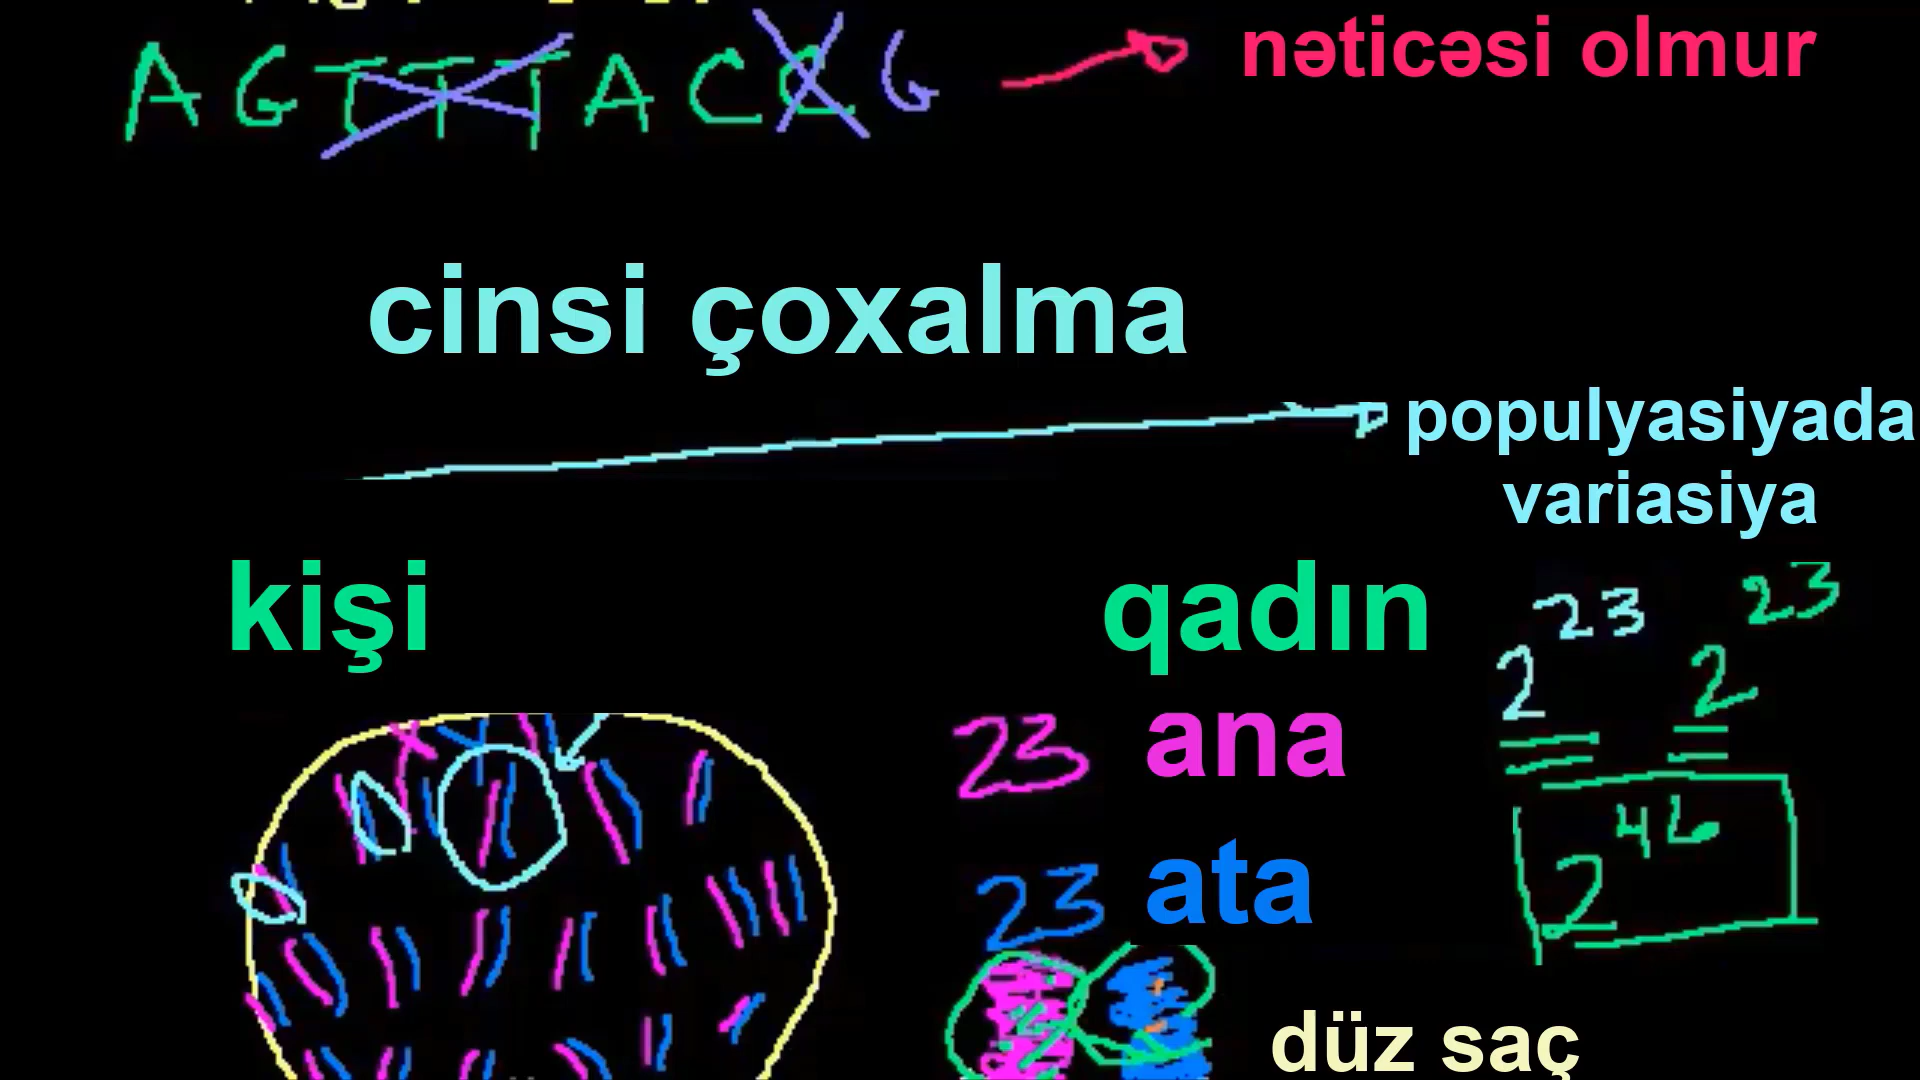 AGTTTACCG
nəticəsi olmur
cinsi çoxalma
populyasiyada
variasiya
kişi
qadın
2^23 2^23
23 ana
2^46
23 ata
düz saç